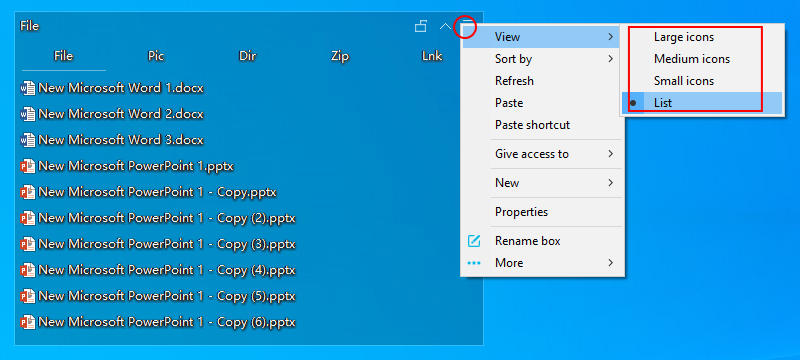 File
File Pic Dir Zip Lnk
New Microsoft Word 1.docx
New Microsoft Word 2.docx
New Microsoft Word 3.docx
New Microsoft PowerPoint 1.pptx
New Microsoft PowerPoint 1 - Copy.pptx
New Microsoft PowerPoint 1 - Copy (2).pptx
New Microsoft PowerPoint 1 - Copy (3).pptx
New Microsoft PowerPoint 1 - Copy (4).pptx
New Microsoft PowerPoint 1 - Copy (5).pptx
New Microsoft PowerPoint 1 - Copy (6).pptx
View
Sort by
Refresh
Paste
Paste shortcut
Give access to
New
Properties
Rename box
More
Large icons
Medium icons
Small icons
List